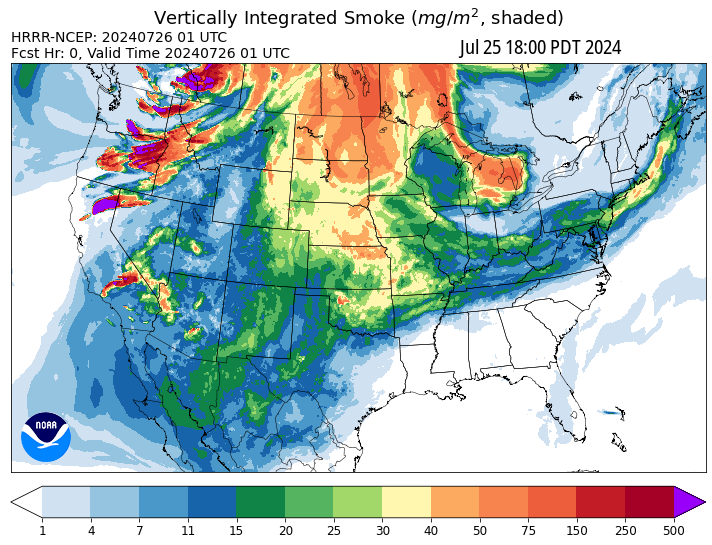 Vertically Integrated Smoke (mg/m², shaded)
HRRR-NCEP: 20240726 01 UTC
Fcst Hr: 0, Valid Time 20240726 01 UTC
Jul 25 18:00 PDT 2024
NOAA
1 4 7 11 15 20 25 30 40 50 75 150 250 500